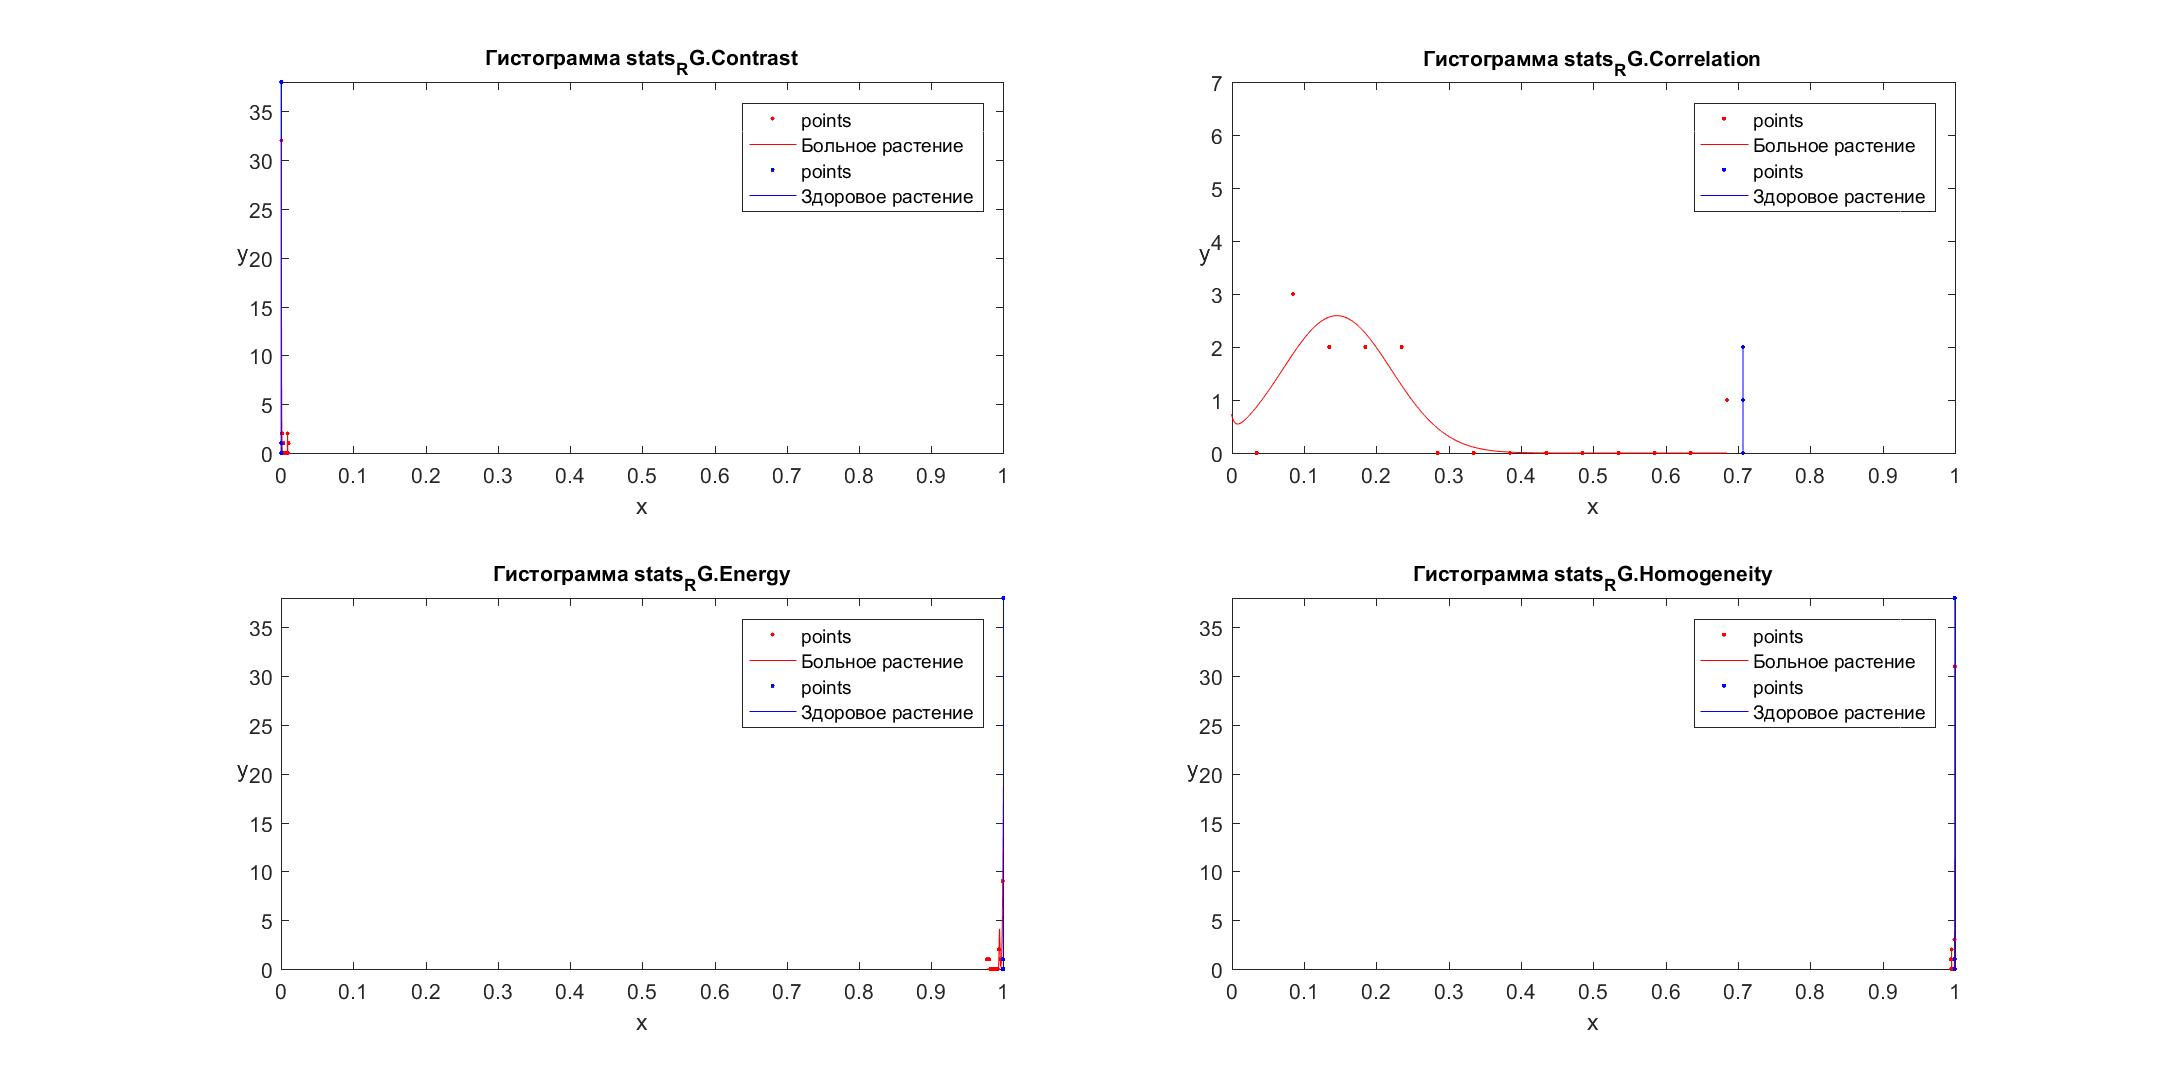 Гистограмма stats_RG.Contrast
points
Больное растение
points
Здоровое растение
35
30
25
20
15
10
5
0
y
0 0.1 0.2 0.3 0.4 0.5 0.6 0.7 0.8 0.9 1
x
Гистограмма stats_RG.Correlation
points
Больное растение
points
Здоровое растение
7
6
5
4
3
2
1
0
y
0 0.1 0.2 0.3 0.4 0.5 0.6 0.7 0.8 0.9 1
x
Гистограмма stats_RG.Energy
points
Больное растение
points
Здоровое растение
35
30
25
20
15
10
5
0
y
0 0.1 0.2 0.3 0.4 0.5 0.6 0.7 0.8 0.9 1
x
Гистограмма stats_RG.Homogeneity
points
Больное растение
points
Здоровое растение
35
30
25
20
15
10
5
0
y
0 0.1 0.2 0.3 0.4 0.5 0.6 0.7 0.8 0.9 1
x